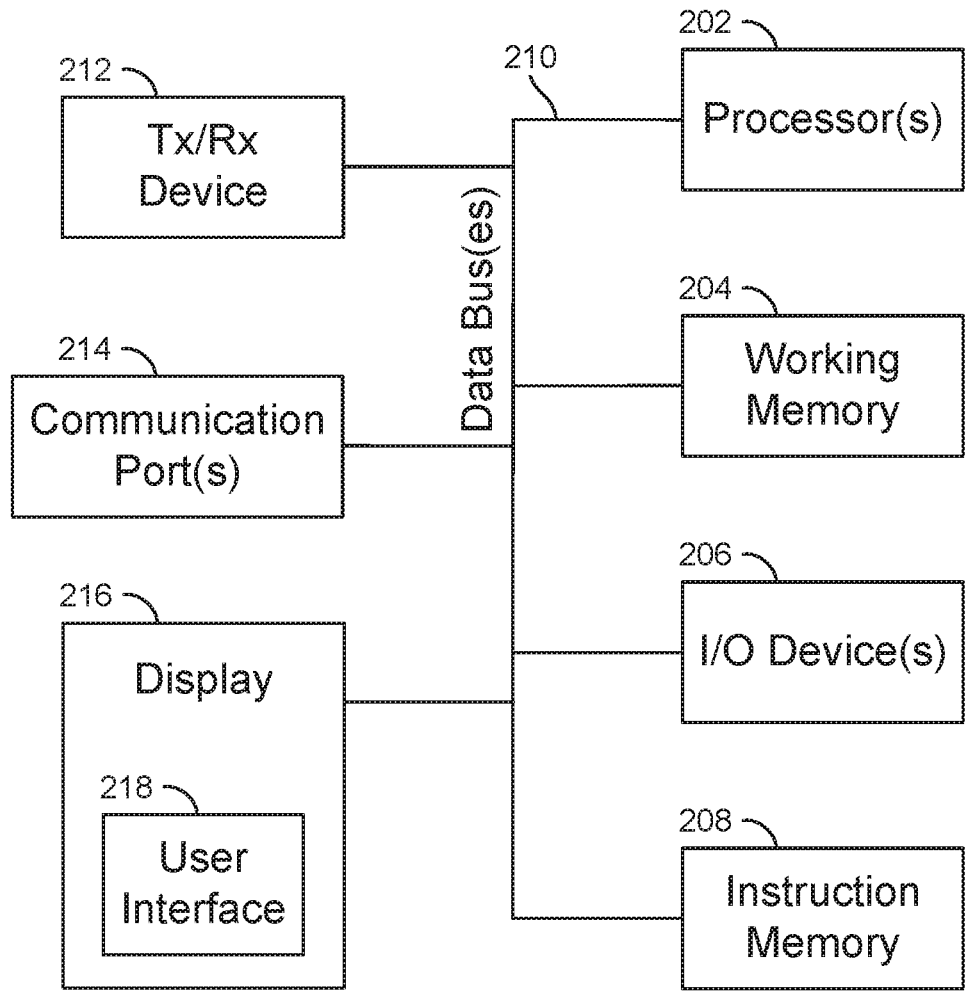 212
Tx/Rx
Device
214
Communication
Port(s)
216
Display
218
User
Interface
210
Data Bus(es)
202
Processor(s)
204
Working
Memory
206
I/O Device(s)
208
Instruction
Memory